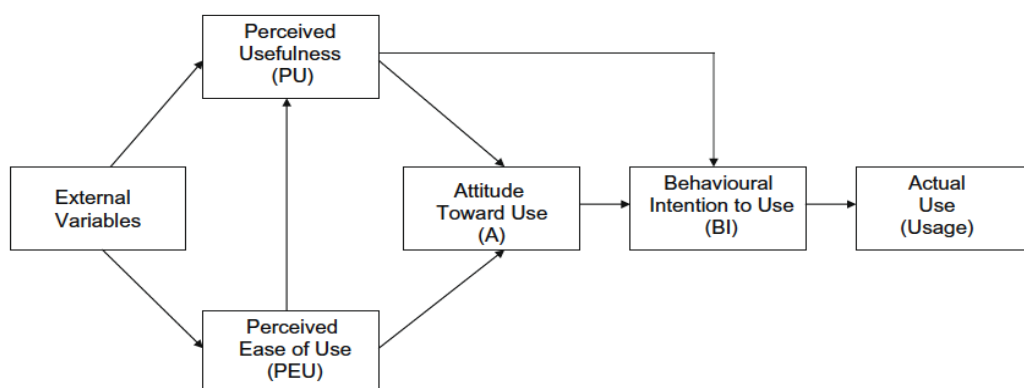 Perceived
Usefulness
(PU)
External
Variables
Attitude
Toward Use
(A)
Behavioural
Intention to Use
(BI)
Actual
Use
(Usage)
Perceived
Ease of Use
(PEU)